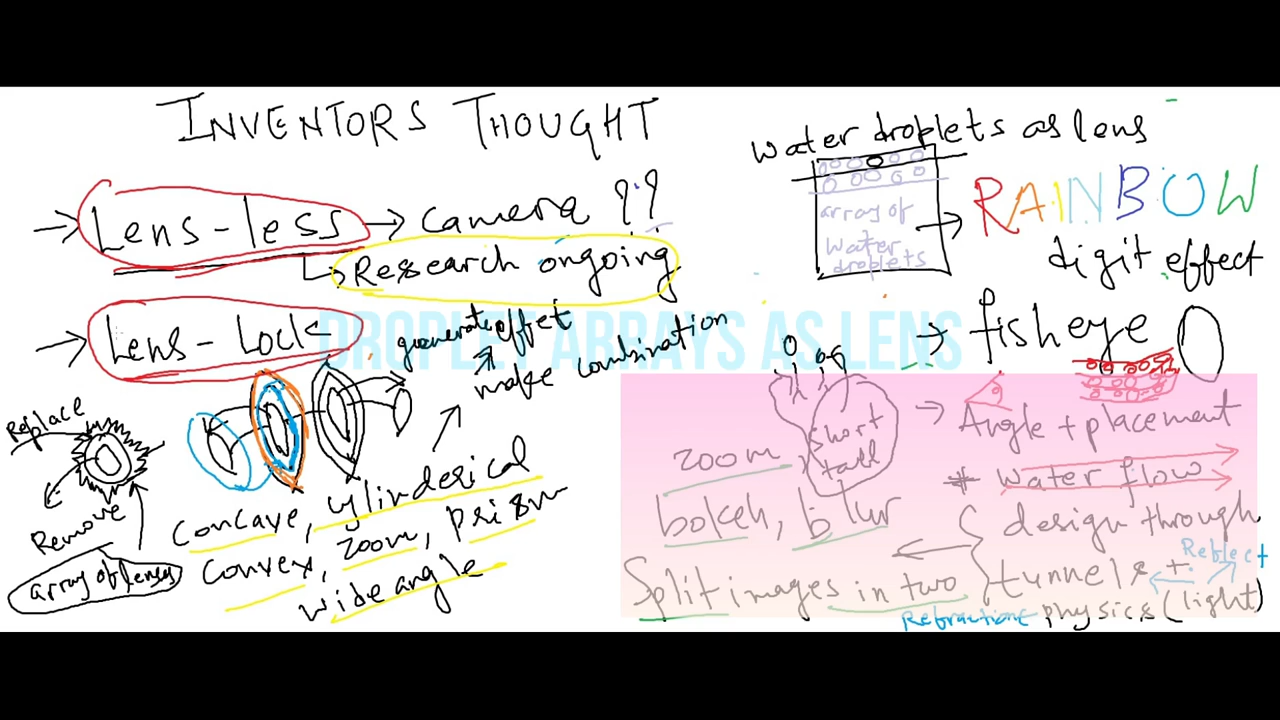 INVENTORS THOUGHT
→ Lens-less → camera ??
↳ Research ongoing
→ Lens-Lock
generate effet
make combination
Replace
Remove
array of lenses
concave, cylinderical
convex, zoom, prism
wide angle
DROPLET ARRAYS AS LENS
water droplets as lens
array of
water
droplets
→ RAINBOW
digit effect
→ fisheye
→ Angle + placement
short
tall
zoom,
bokeh, blur
Split images in two
* water flow
design through
tunnels +
physics (light)
Reflect
Refraction